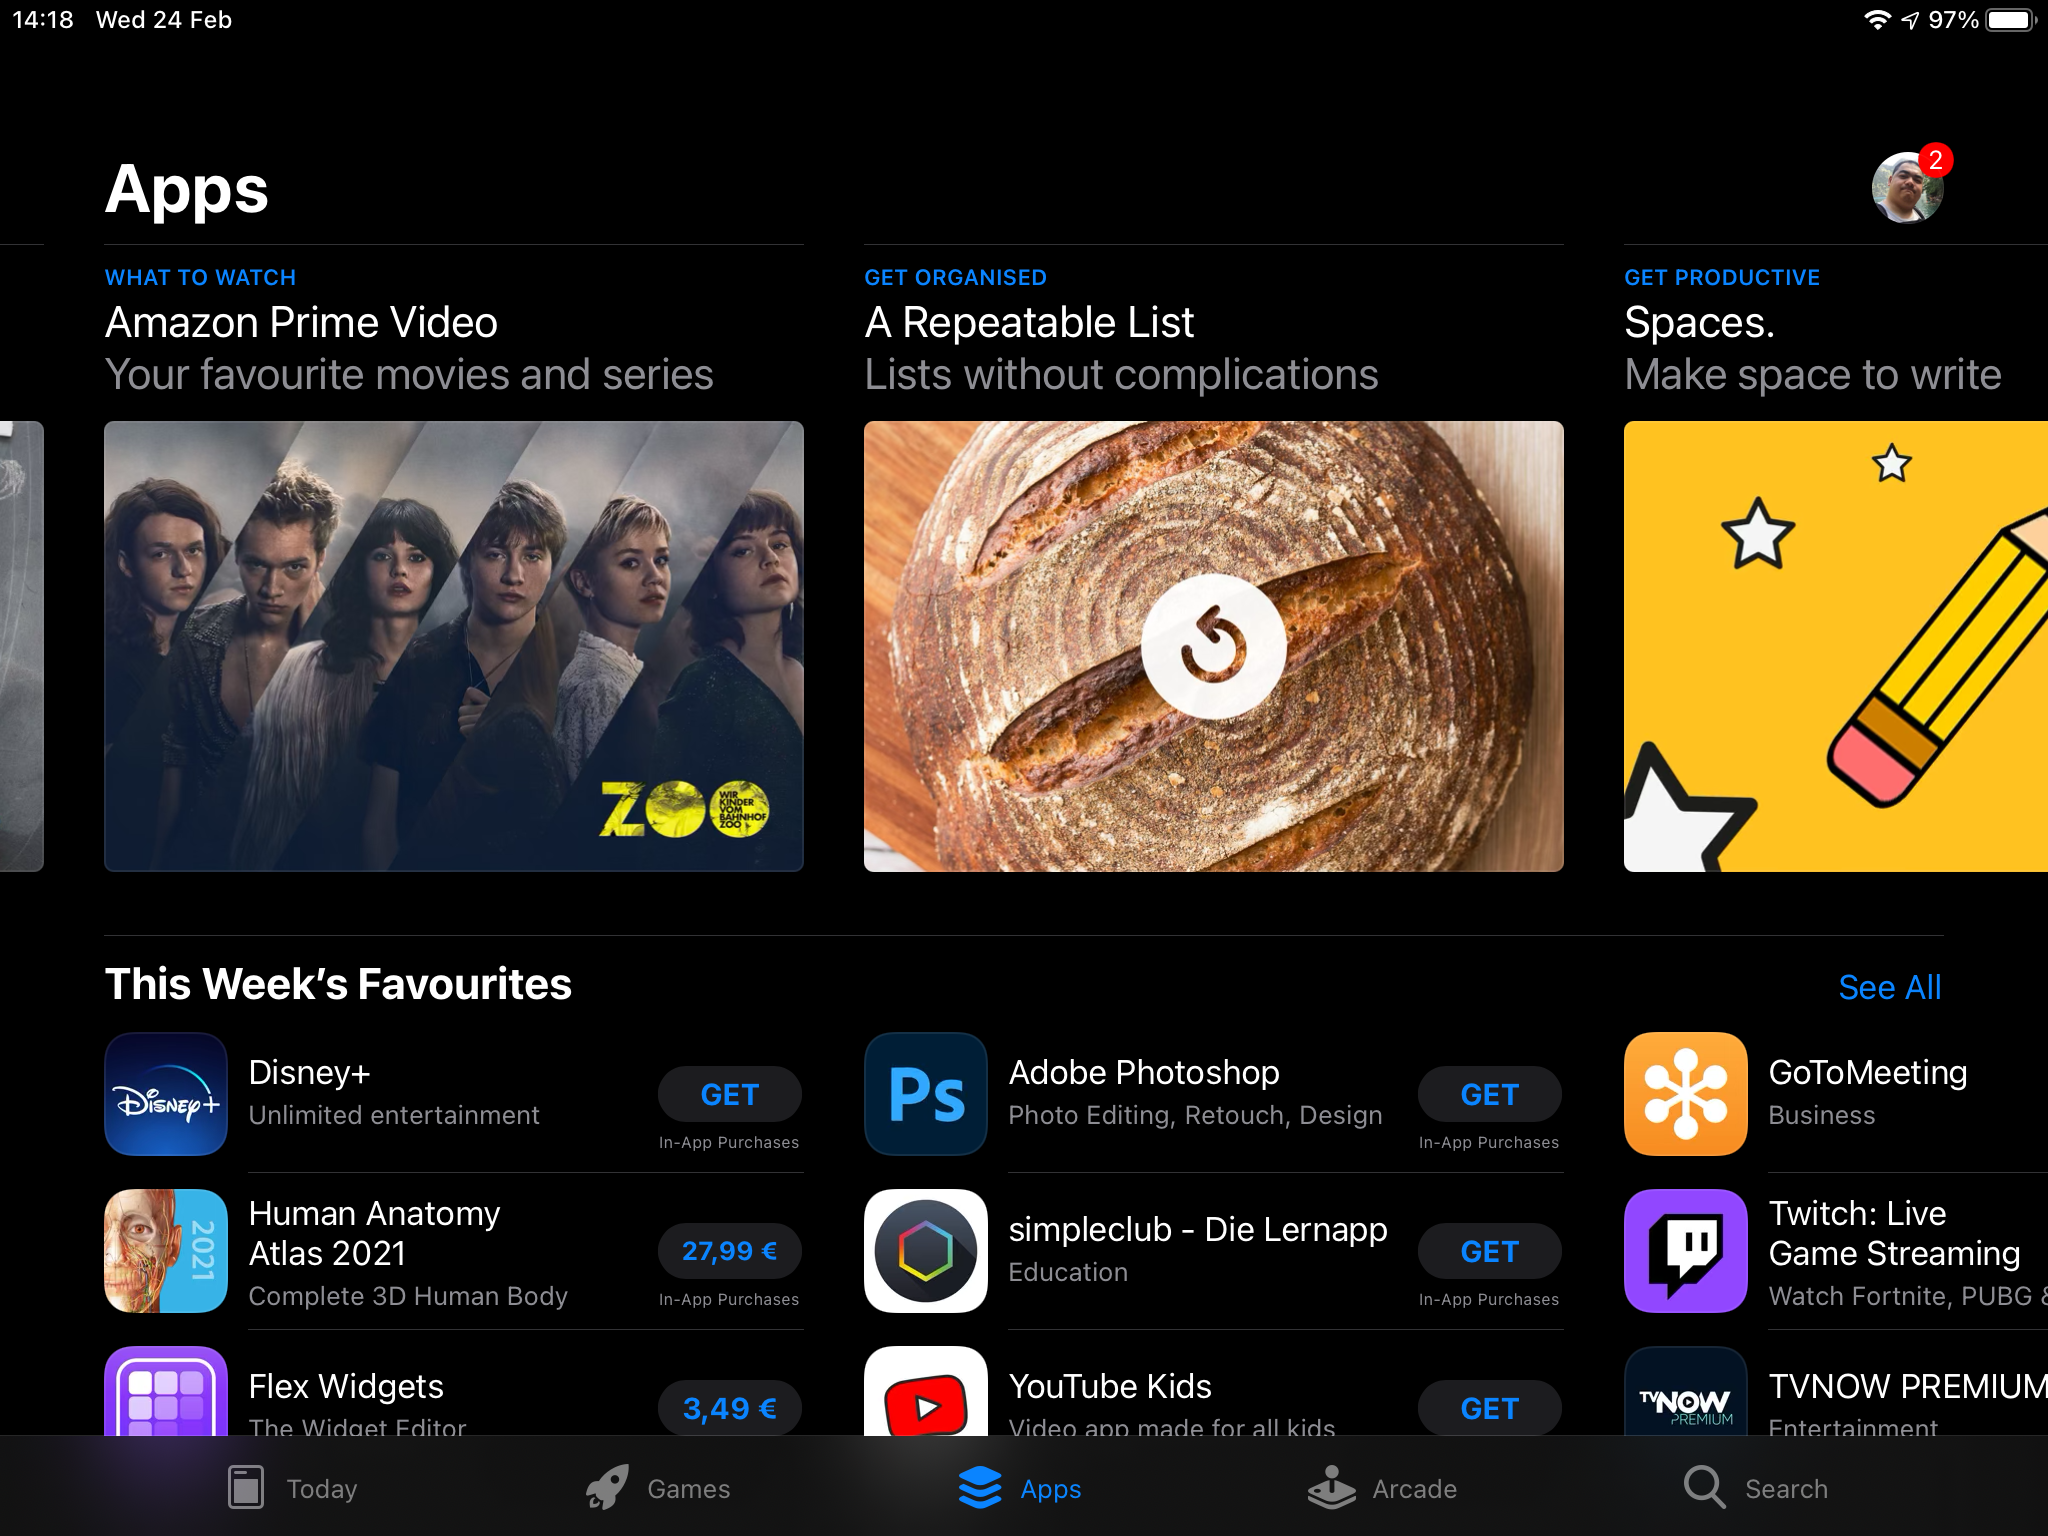 14:18 Wed 24 Feb
97%
Apps
2
WHAT TO WATCH
Amazon Prime Video
Your favourite movies and series
ZOO
WIR
KINDER
VOM
BAHNHOF
ZOO
GET ORGANISED
A Repeatable List
Lists without complications
GET PRODUCTIVE
Spaces.
Make space to write
This Week’s Favourites
See All
Disney+
Disney+
Unlimited entertainment
GET
In-App Purchases
Ps
Adobe Photoshop
Photo Editing, Retouch, Design
GET
In-App Purchases
GoToMeeting
Business
2021
Human Anatomy
Atlas 2021
Complete 3D Human Body
27,99 €
In-App Purchases
simpleclub - Die Lernapp
Education
GET
In-App Purchases
Twitch: Live
Game Streaming
Watch Fortnite, PUBG &
Flex Widgets
The Widget Editor
3,49 €
YouTube Kids
Video app made for all kids
GET
TVNOW
PREMIUM
TVNOW PREMIUM
Entertainment
Today
Games
Apps
Arcade
Search